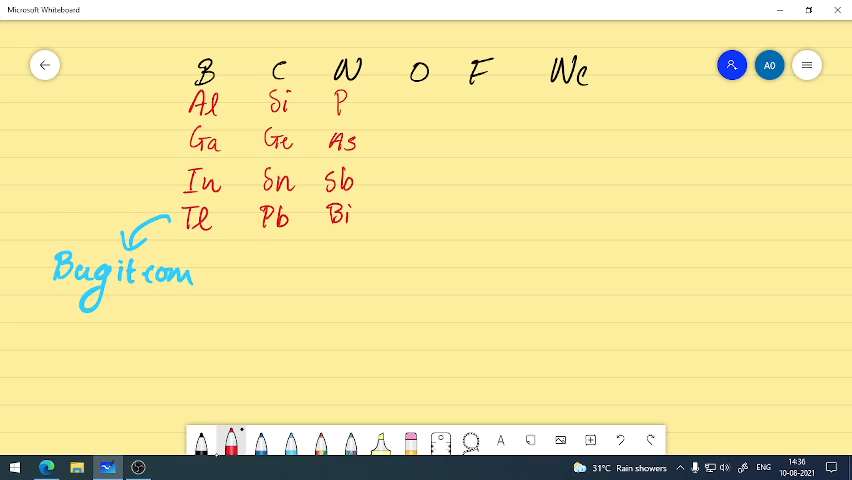 Microsoft Whiteboard
A0
B C N O F Ne
Al Si P
Ga Ge As
In Sn Sb
Tl Pb Bi
Bugitcom
A
31°C Rain showers
ENG
14:36
10-08-2021